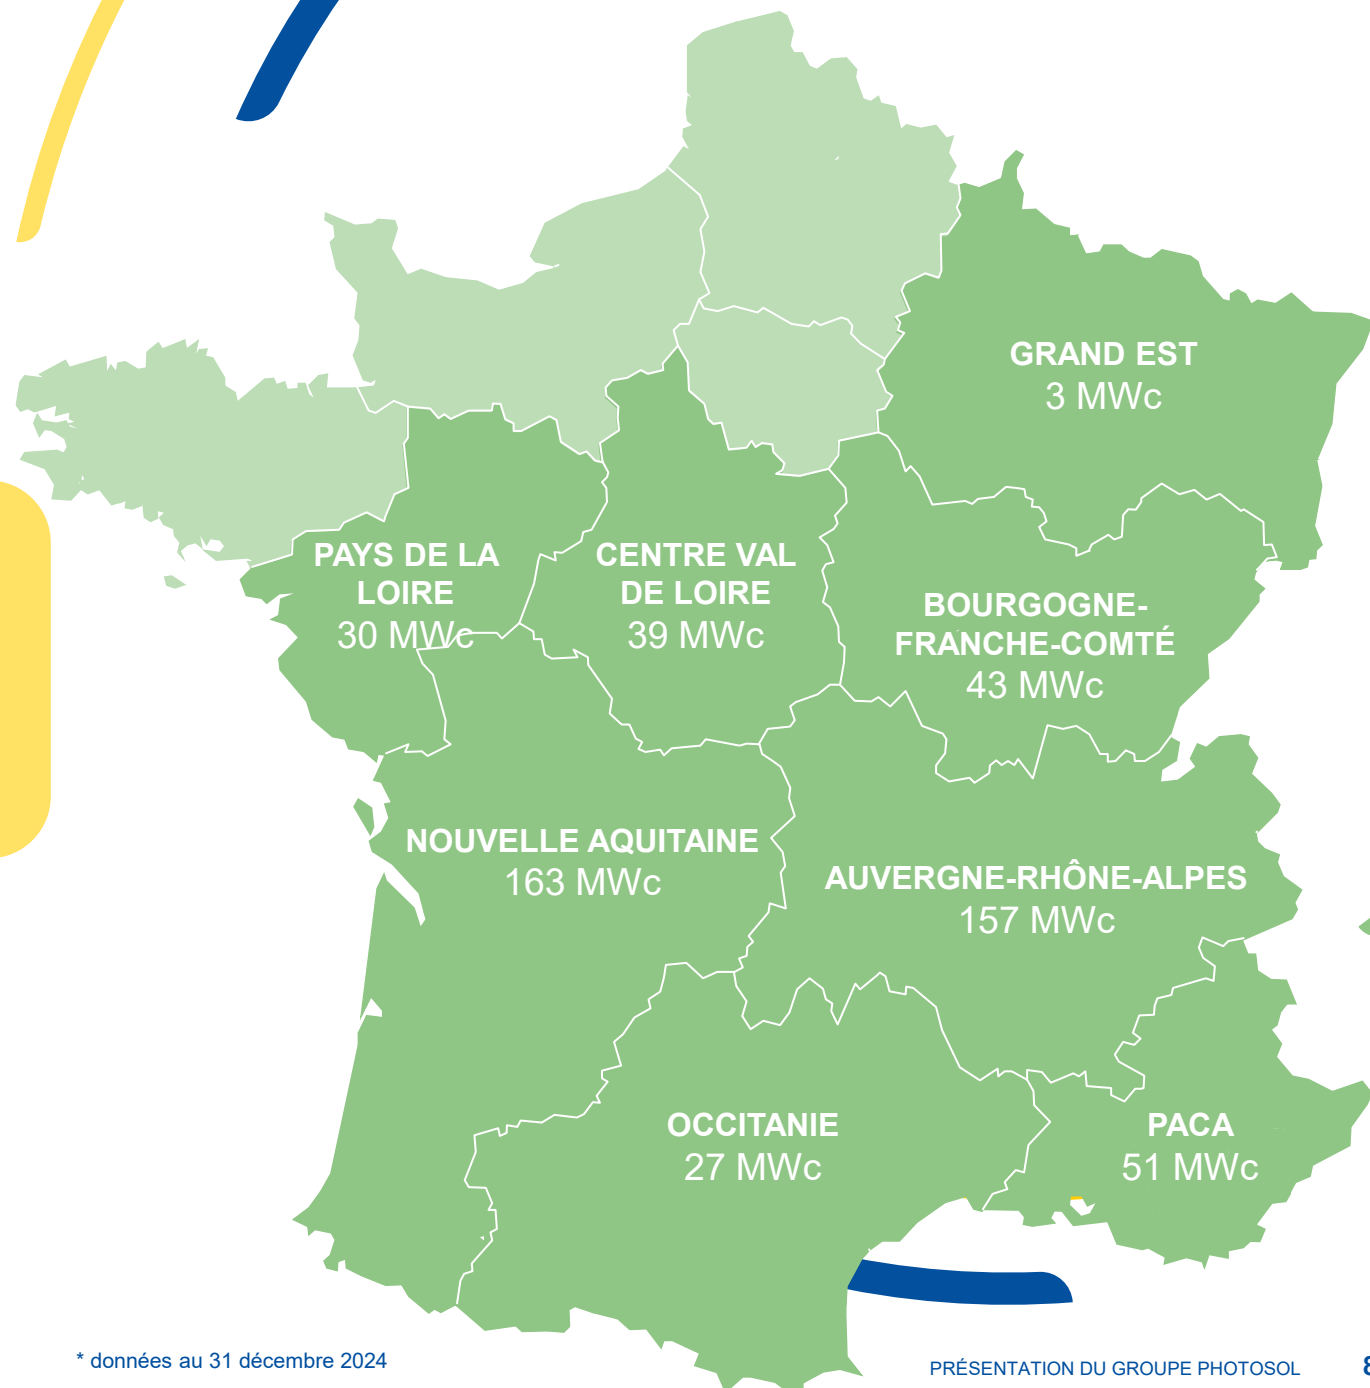 GRAND EST
3 MWc
PAYS DE LA
LOIRE
30 MWc
CENTRE VAL
DE LOIRE
39 MWc
BOURGOGNE-
FRANCHE-COMTÉ
43 MWc
NOUVELLE AQUITAINE
163 MWc
AUVERGNE-RHÔNE-ALPES
157 MWc
OCCITANIE
27 MWc
PACA
51 MWc
* données au 31 décembre 2024
PRÉSENTATION DU GROUPE PHOTOSOL
8